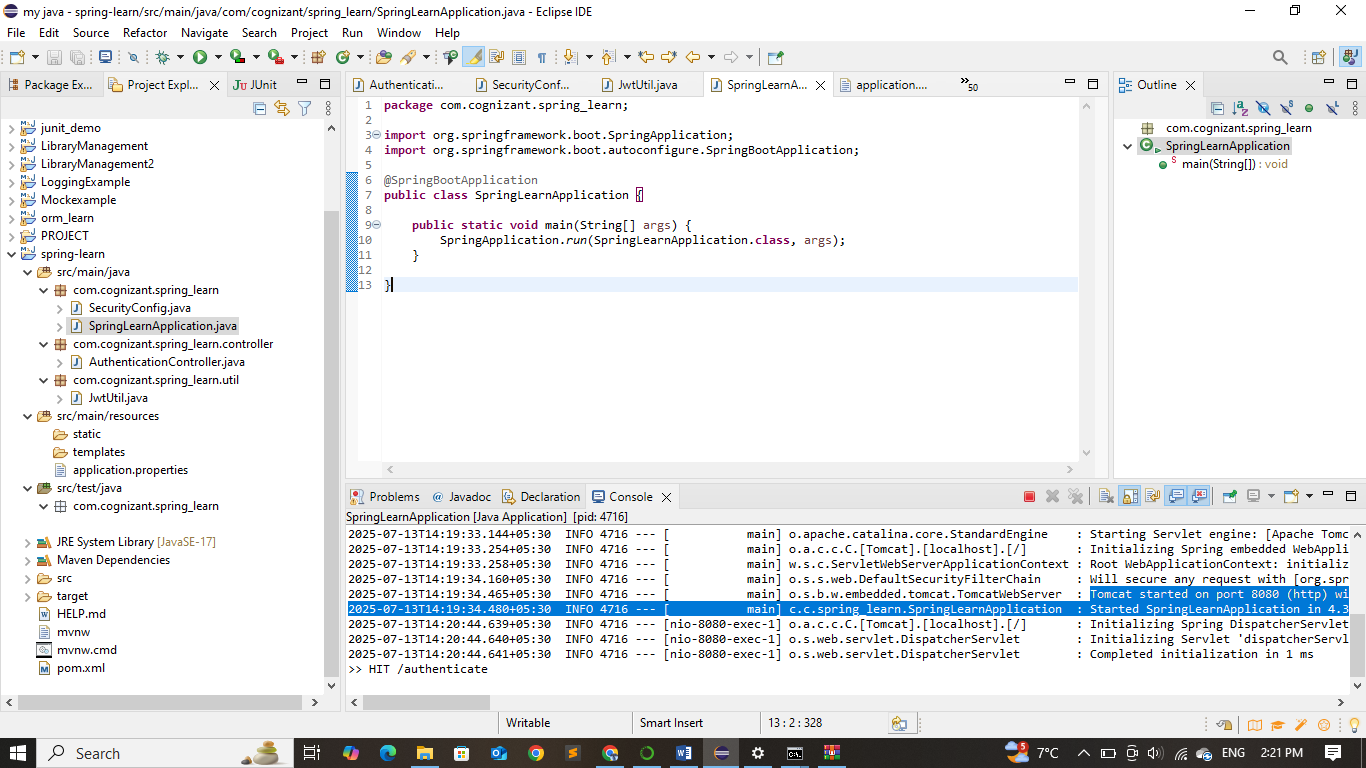 my java - spring-learn/src/main/java/com/cognizant/spring_learn/SpringLearnApplication.java - Eclipse IDE
File Edit Source Refactor Navigate Search Project Run Window Help
Package Ex... Project Expl... JUnit
junit_demo
LibraryManagement
LibraryManagement2
LoggingExample
Mockexample
orm_learn
PROJECT
spring-learn
src/main/java
com.cognizant.spring_learn
SecurityConfig.java
SpringLearnApplication.java
com.cognizant.spring_learn.controller
AuthenticationController.java
com.cognizant.spring_learn.util
JwtUtil.java
src/main/resources
static
templates
application.properties
src/test/java
com.cognizant.spring_learn
JRE System Library [JavaSE-17]
Maven Dependencies
src
target
HELP.md
mvnw
mvnw.cmd
pom.xml
Authenticati... SecurityConf... JwtUtil.java SpringLearnA... application.... 50
1 package com.cognizant.spring_learn;
2
3 import org.springframework.boot.SpringApplication;
4 import org.springframework.boot.autoconfigure.SpringBootApplication;
5
6 @SpringBootApplication
7 public class SpringLearnApplication {
8
9 public static void main(String[] args) {
10 SpringApplication.run(SpringLearnApplication.class, args);
11 }
12
13 }
Outline
com.cognizant.spring_learn
SpringLearnApplication
main(String[]) : void
Problems Javadoc Declaration Console
SpringLearnApplication [Java Application] [pid: 4716]
2025-07-13T14:19:33.144+05:30 INFO 4716 --- [ main] o.apache.catalina.core.StandardEngine : Starting Servlet engine: [Apache Tomc
2025-07-13T14:19:33.254+05:30 INFO 4716 --- [ main] o.a.c.c.C.[Tomcat].[localhost].[/] : Initializing Spring embedded WebAppli
2025-07-13T14:19:33.258+05:30 INFO 4716 --- [ main] w.s.c.ServletWebServerApplicationContext : Root WebApplicationContext: initializ
2025-07-13T14:19:34.160+05:30 INFO 4716 --- [ main] o.s.s.web.DefaultSecurityFilterChain : Will secure any request with [org.spr
2025-07-13T14:19:34.465+05:30 INFO 4716 --- [ main] o.s.b.w.embedded.tomcat.TomcatWebServer : Tomcat started on port 8080 (http) wi
2025-07-13T14:19:34.480+05:30 INFO 4716 --- [ main] c.c.spring_learn.SpringLearnApplication : Started SpringLearnApplication in 4.3
2025-07-13T14:20:44.639+05:30 INFO 4716 --- [nio-8080-exec-1] o.a.c.c.C.[Tomcat].[localhost].[/] : Initializing Spring DispatcherServlet
2025-07-13T14:20:44.641+05:30 INFO 4716 --- [nio-8080-exec-1] o.s.web.servlet.DispatcherServlet : Initializing Servlet 'dispatcherServl
2025-07-13T14:20:44.641+05:30 INFO 4716 --- [nio-8080-exec-1] o.s.web.servlet.DispatcherServlet : Completed initialization in 1 ms
>> HIT /authenticate
Writable Smart Insert 13 : 2 : 328
Search 5 7°C ENG 2:21 PM